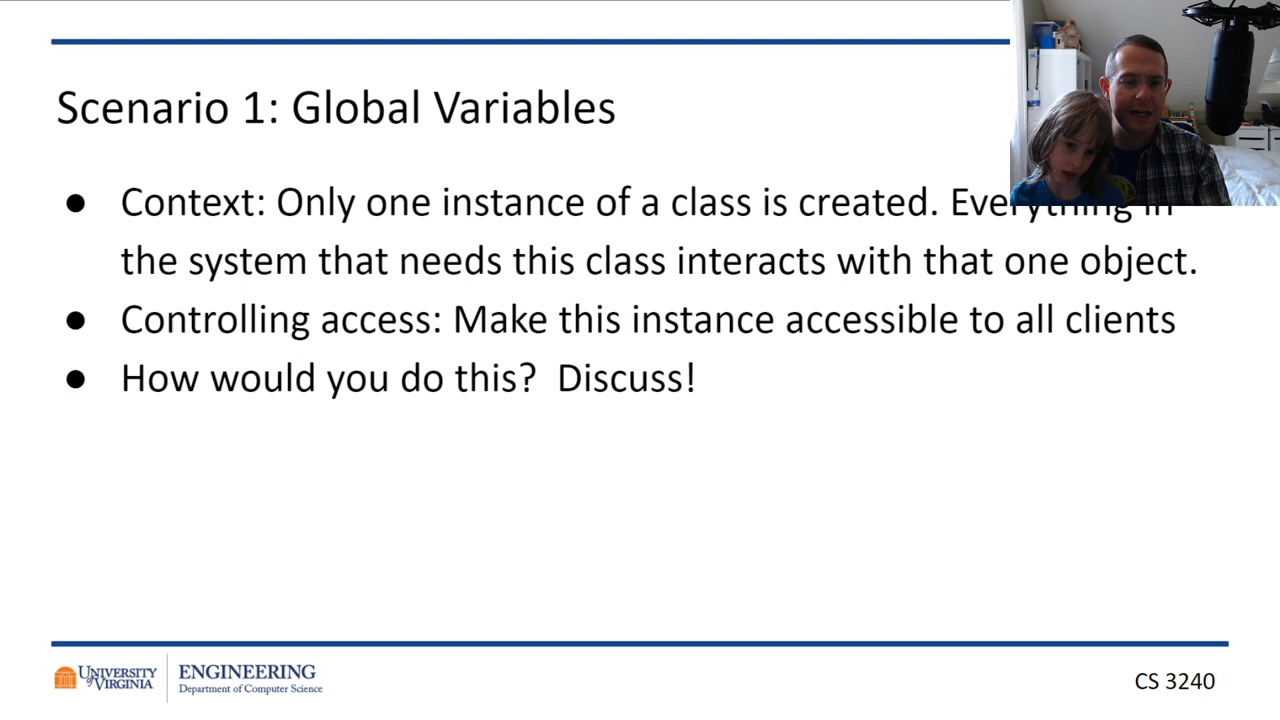 Scenario 1: Global Variables
● Context: Only one instance of a class is created. Everything in
the system that needs this class interacts with that one object.
● Controlling access: Make this instance accessible to all clients
● How would you do this?  Discuss!
UNIVERSITY of VIRGINIA
ENGINEERING
Department of Computer Science
CS 3240